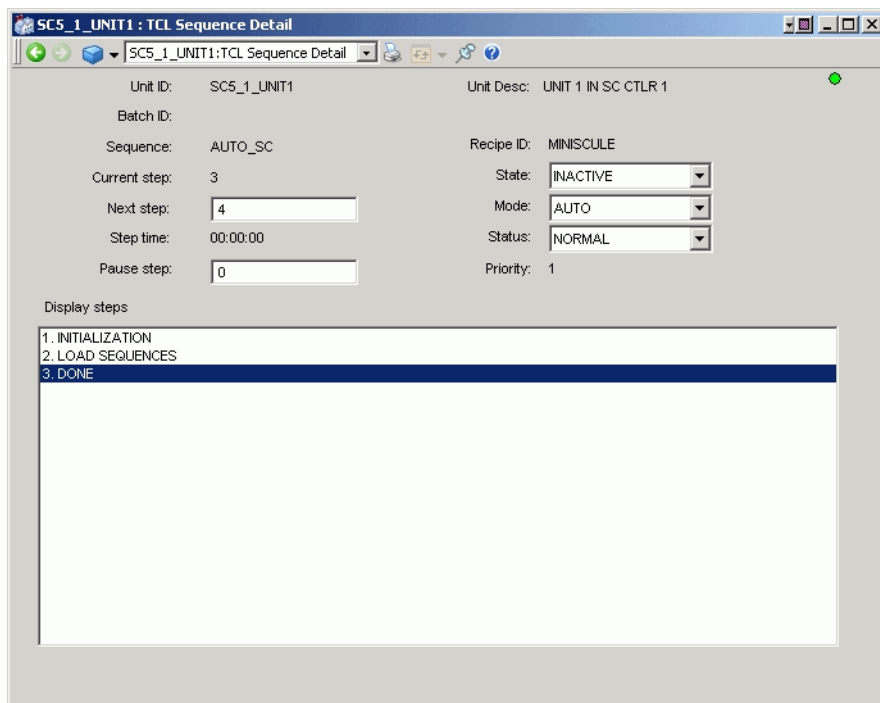 SC5_1_UNIT1 : TCL Sequence Detail
SC5_1_UNIT1:TCL Sequence Detail
Unit ID: SC5_1_UNIT1 Unit Desc: UNIT 1 IN SC CTLR 1
Batch ID:
Sequence: AUTO_SC Recipe ID: MINISCULE
Current step: 3 State: INACTIVE
Next step: 4 Mode: AUTO
Step time: 00:00:00 Status: NORMAL
Pause step: 0 Priority: 1
Display steps
1. INITIALIZATION
2. LOAD SEQUENCES
3. DONE